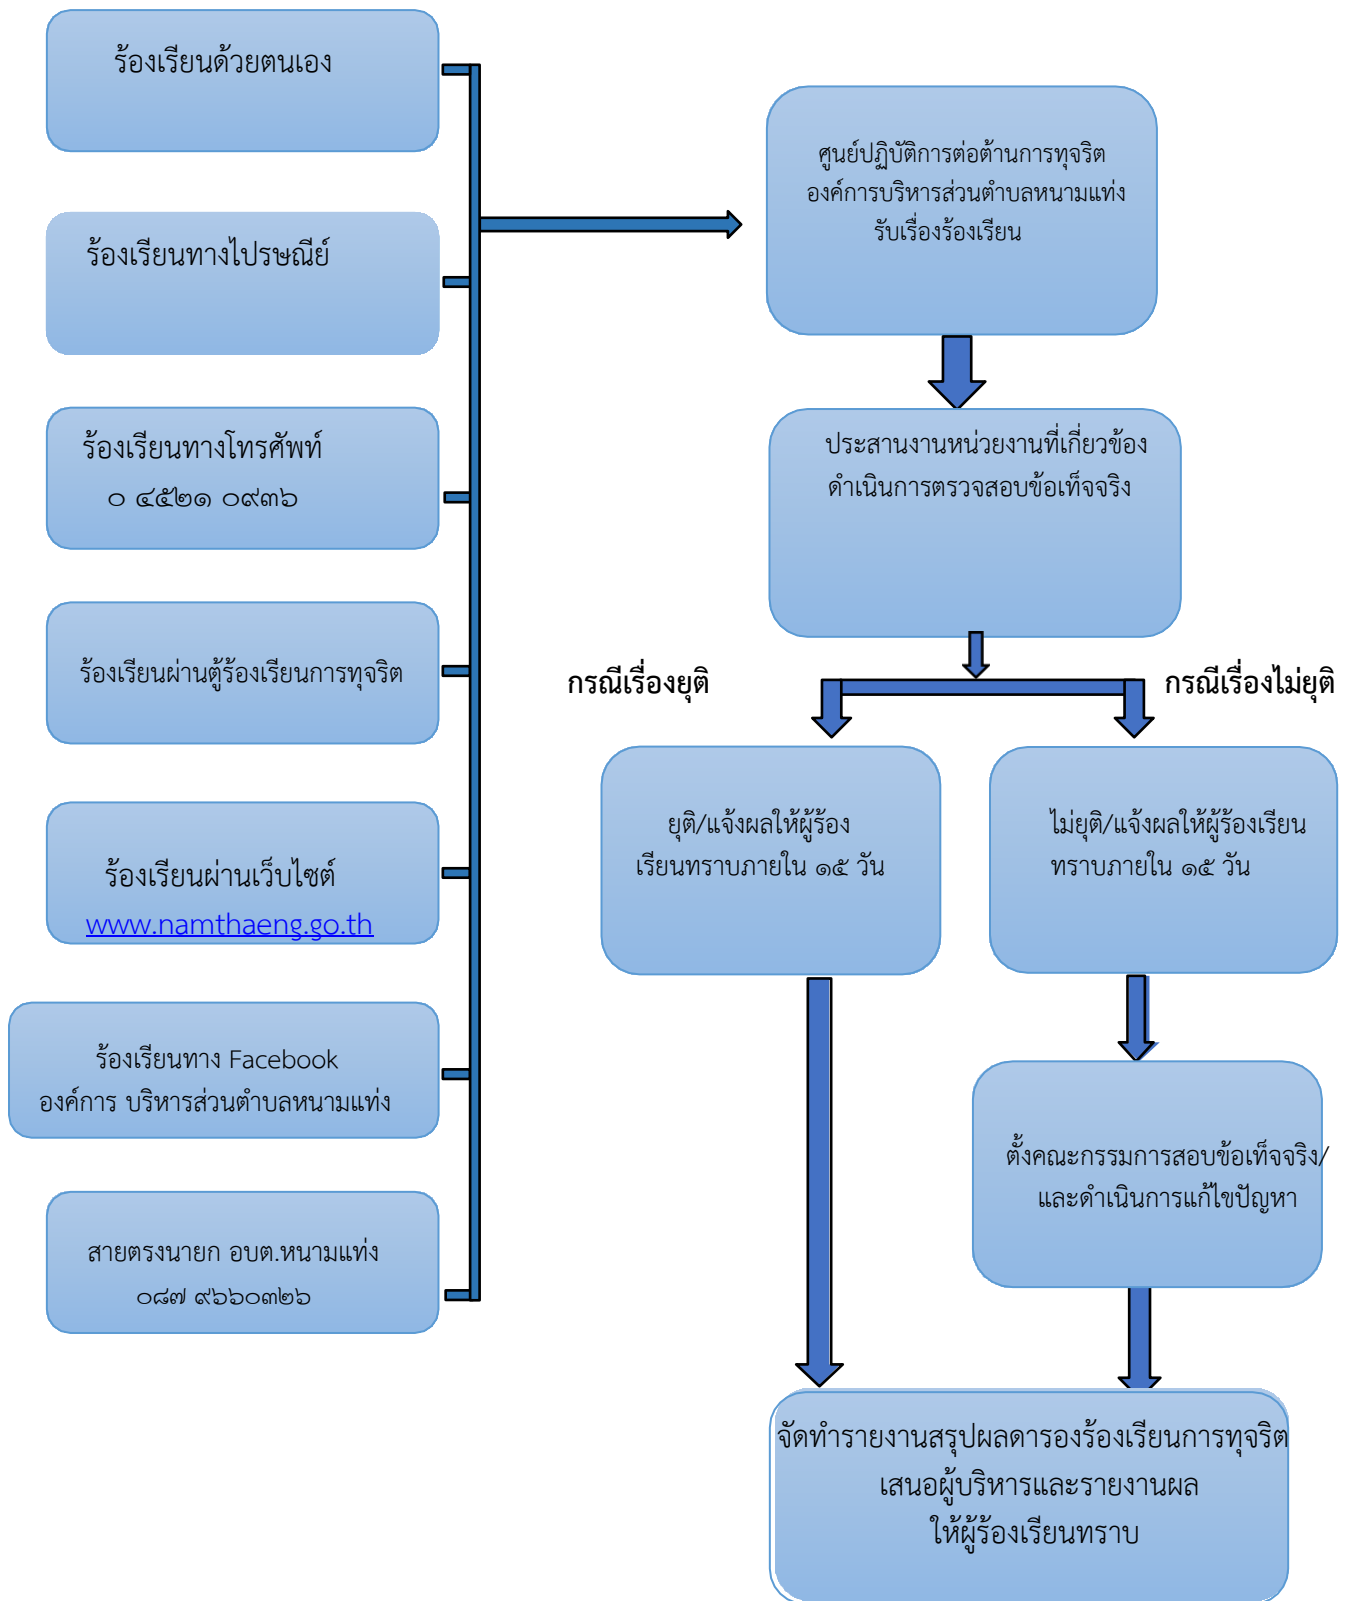 ร้องเรียนด้วยตนเอง
ร้องเรียนทางไปรษณีย์
ร้องเรียนทางโทรศัพท์
๐ ๔๕๒๑ ๐๙๓๖
ร้องเรียนผ่านตู้ร้องเรียนการทุจริต
ร้องเรียนผ่านเว็บไซต์
www.namthaeng.go.th
ร้องเรียนทาง Facebook
องค์การ บริหารส่วนตำบลหนามแท่ง
สายตรงนายก อบต.หนามแท่ง
๐๘๗ ๙๖๖๐๓๒๖
ศูนย์ปฏิบัติการต่อต้านการทุจริต
องค์การบริหารส่วนตำบลหนามแท่ง
รับเรื่องร้องเรียน
ประสานงานหน่วยงานที่เกี่ยวข้อง
ดำเนินการตรวจสอบข้อเท็จจริง
กรณีเรื่องยุติ
กรณีเรื่องไม่ยุติ
ยุติ/แจ้งผลให้ผู้ร้อง
เรียนทราบภายใน ๑๕ วัน
ไม่ยุติ/แจ้งผลให้ผู้ร้องเรียน
ทราบภายใน ๑๕ วัน
ตั้งคณะกรรมการสอบข้อเท็จจริง/
และดำเนินการแก้ไขปัญหา
จัดทำรายงานสรุปผลดารองร้องเรียนการทุจริต
เสนอผู้บริหารและรายงานผล
ให้ผู้ร้องเรียนทราบ